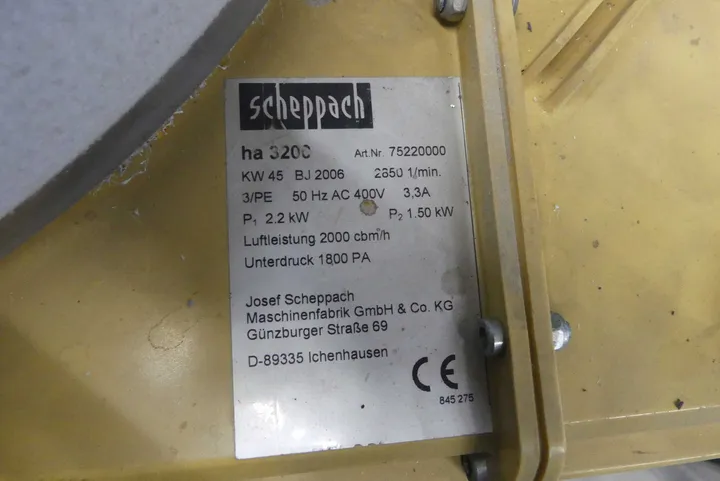 scheppach
ha 3200 Art.Nr. 75220000
KW 45 BJ 2006 2850 1/min.
3/PE 50 Hz AC 400V 3,3A
P1 2.2 kW P2 1.50 kW
Luftleistung 2000 cbm/h
Unterdruck 1800 PA
Josef Scheppach
Maschinenfabrik GmbH & Co. KG
Günzburger Straße 69
D-89335 Ichenhausen
CE
845 275